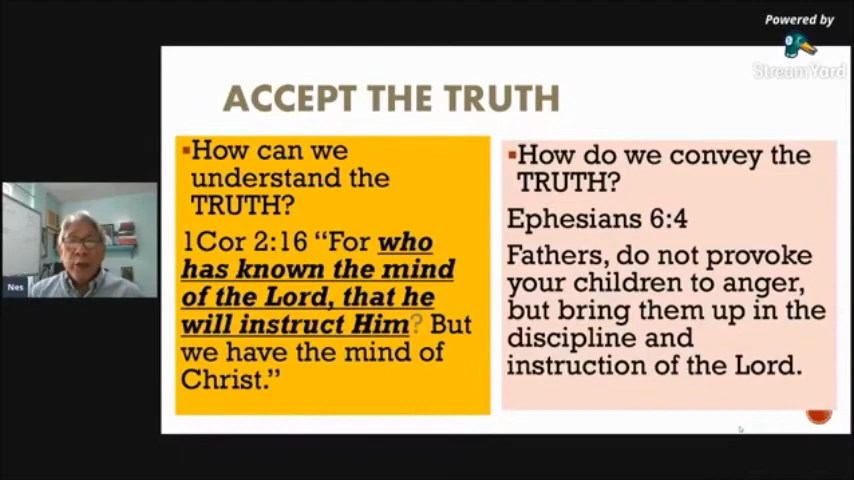 Powered by
StreamYard
ACCEPT THE TRUTH
▪How can we
understand the
TRUTH?
1Cor 2:16 “For who
has known the mind
of the Lord, that he
will instruct Him? But
we have the mind of
Christ.”
▪How do we convey the
TRUTH?
Ephesians 6:4
Fathers, do not provoke
your children to anger,
but bring them up in the
discipline and
instruction of the Lord.
Nes